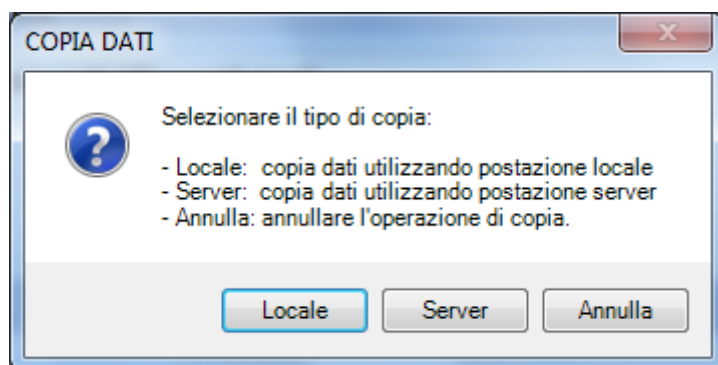 COPIA DATI
Selezionare il tipo di copia:
- Locale:  copia dati utilizzando postazione locale
- Server:  copia dati utilizzando postazione server
- Annulla: annullare l'operazione di copia.
Locale Server Annulla